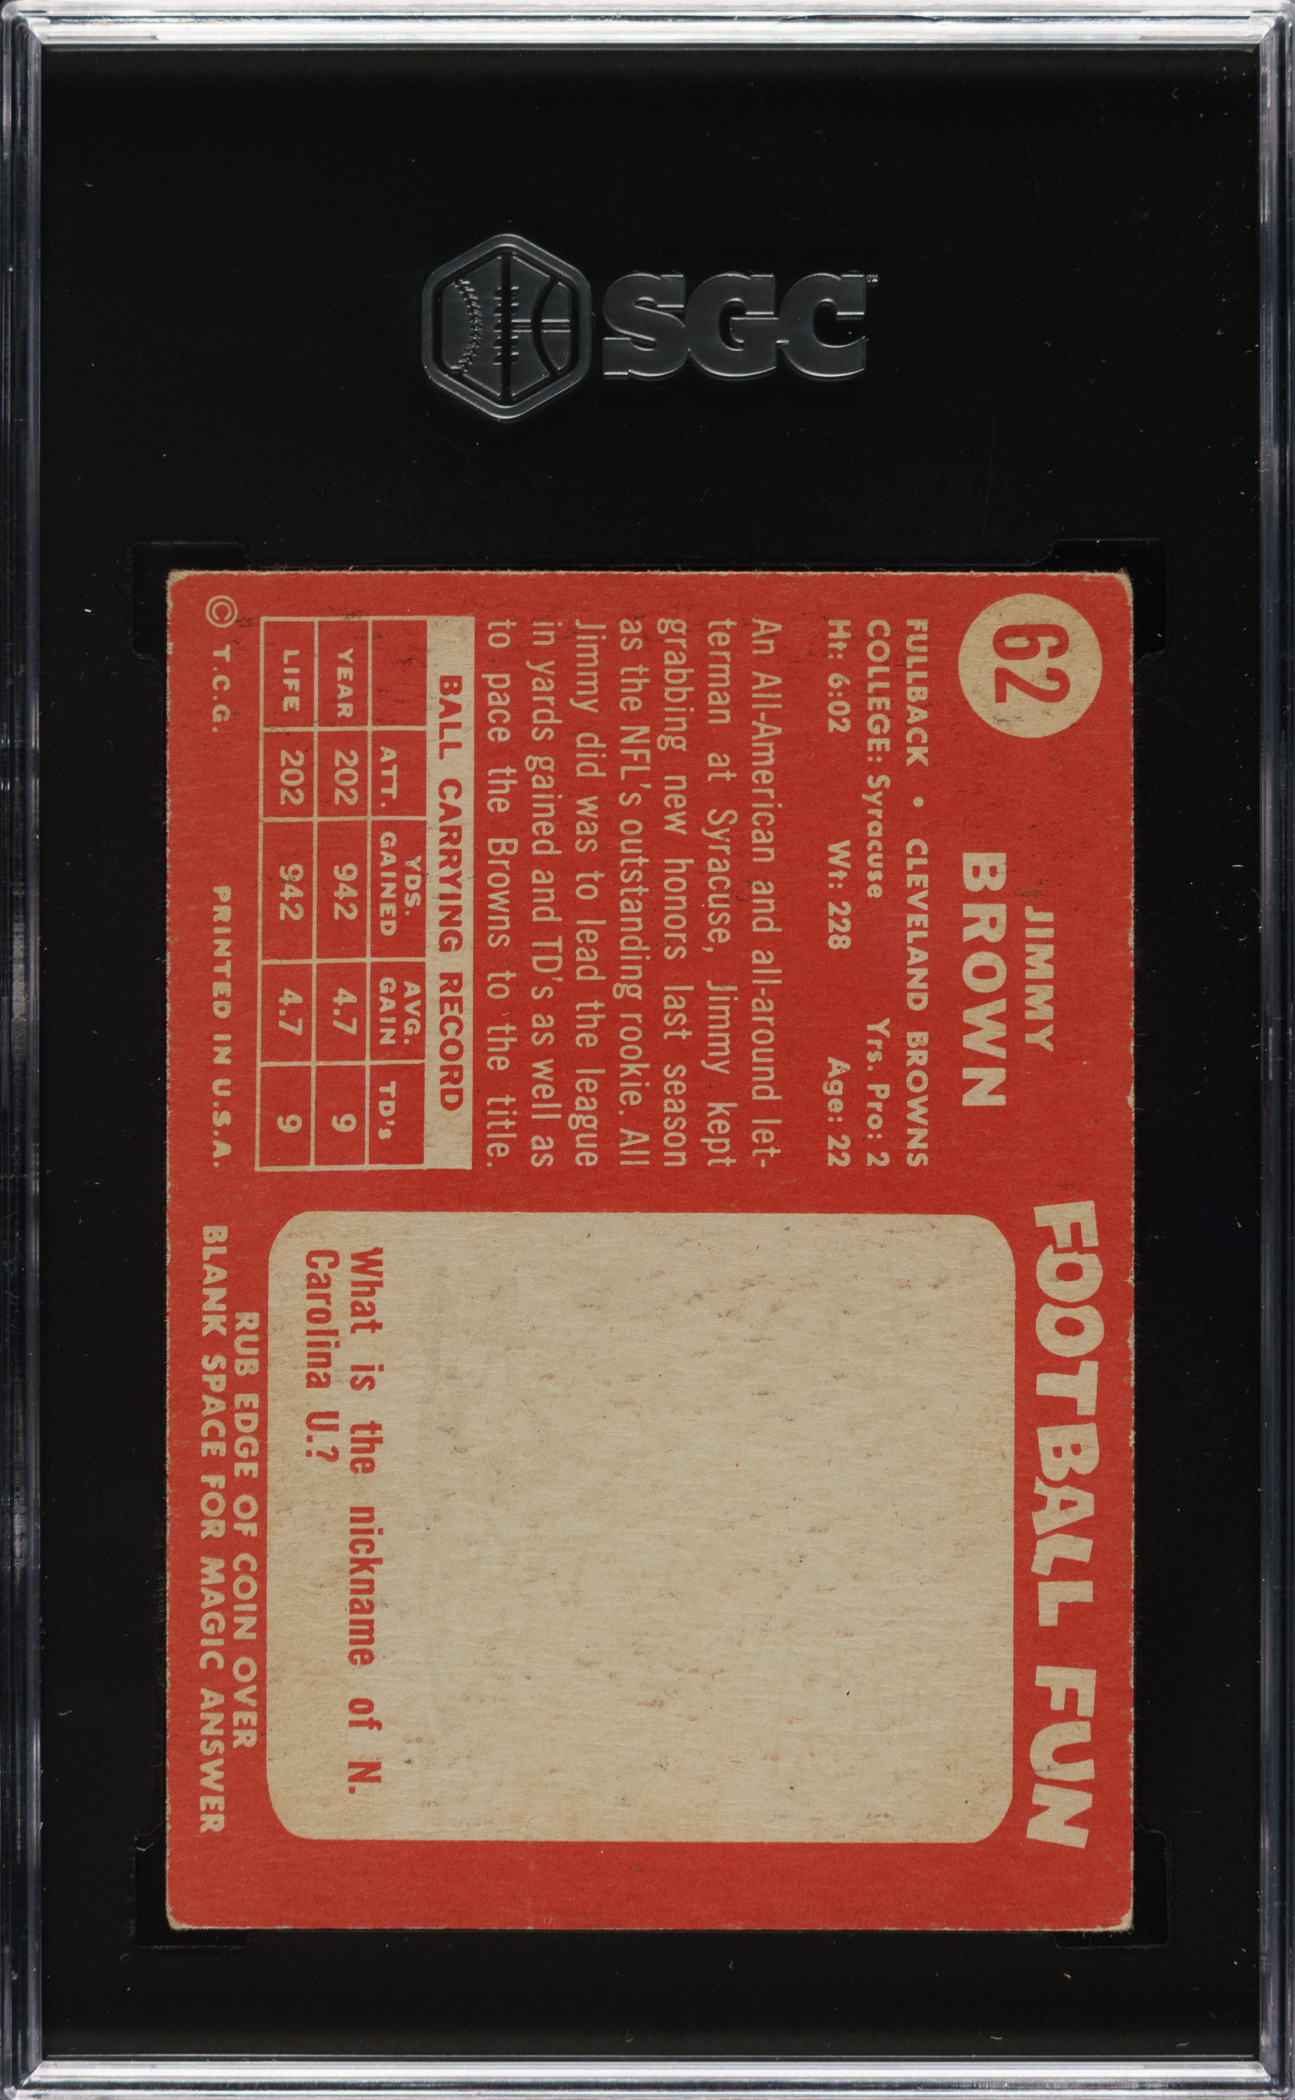 SGC
62
JIMMY
BROWN
FULLBACK • CLEVELAND BROWNS
COLLEGE: Syracuse Yrs. Pro: 2
Ht: 6:02 Wt: 228 Age: 22
An All-American and all-around let-
terman at Syracuse, Jimmy kept
grabbing new honors last season
as the NFL's outstanding rookie. All
Jimmy did was to lead the league
in yards gained and TD's as well as
to pace the Browns to the title.
BALL CARRYING RECORD
ATT. YDS. GAINED AVG. GAIN TD's
YEAR 202 942 4.7 9
LIFE 202 942 4.7 9
© T.C.G. PRINTED IN U.S.A.
FOOTBALL FUN
What is the nickname of N.
Carolina U.?
RUB EDGE OF COIN OVER
BLANK SPACE FOR MAGIC ANSWER